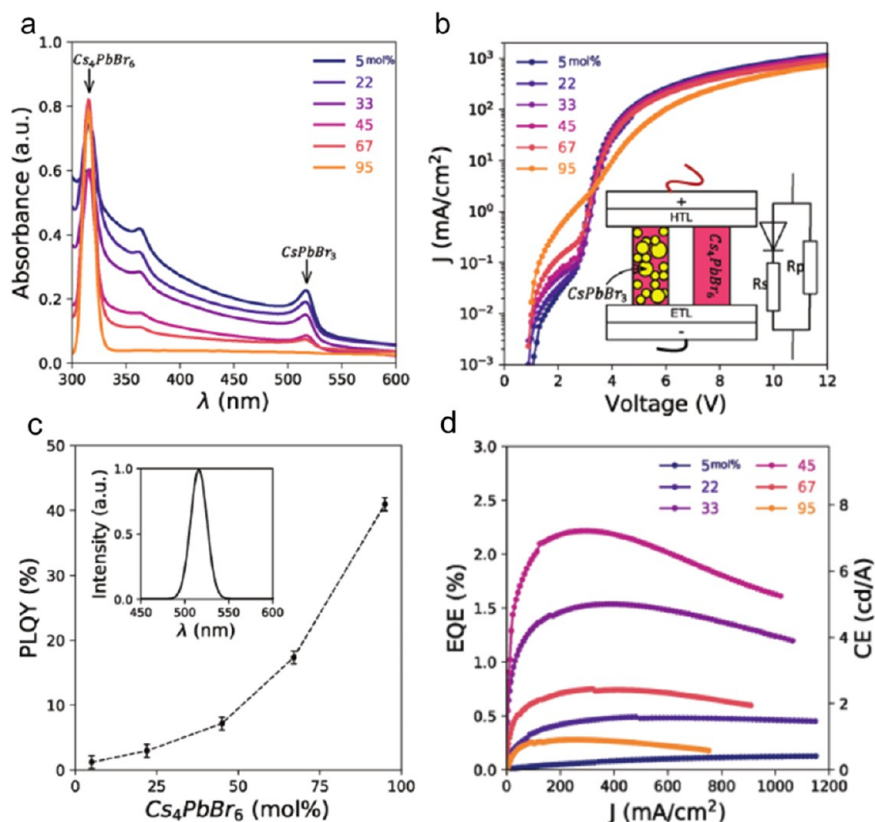 a
Absorbance (a.u.)
1.0
0.8
0.6
0.4
0.2
0.0
300 350 400 450 500 550 600
λ (nm)
Cs₄PbBr₆
CsPbBr₃
5 mol%
22
33
45
67
95
b
J (mA/cm²)
10³
10²
10¹
10⁰
10⁻¹
10⁻²
10⁻³
0 2 4 6 8 10 12
Voltage (V)
5 mol%
22
33
45
67
95
+
HTL
CsPbBr₃
Cs₄PbBr₆
ETL
-
Rs
Rp
c
PLQY (%)
50
40
30
20
10
0
0 25 50 75 100
Cs₄PbBr₆ (mol%)
Intensity (a.u.)
1.0
0.5
0.0
450 500 550 600
λ (nm)
d
EQE (%)
3.0
2.5
2.0
1.5
1.0
0.5
0.0
0 200 400 600 800 1000 1200
J (mA/cm²)
5 mol%
22
33
45
67
95
8
6
4
2
0
CE (cd/A)